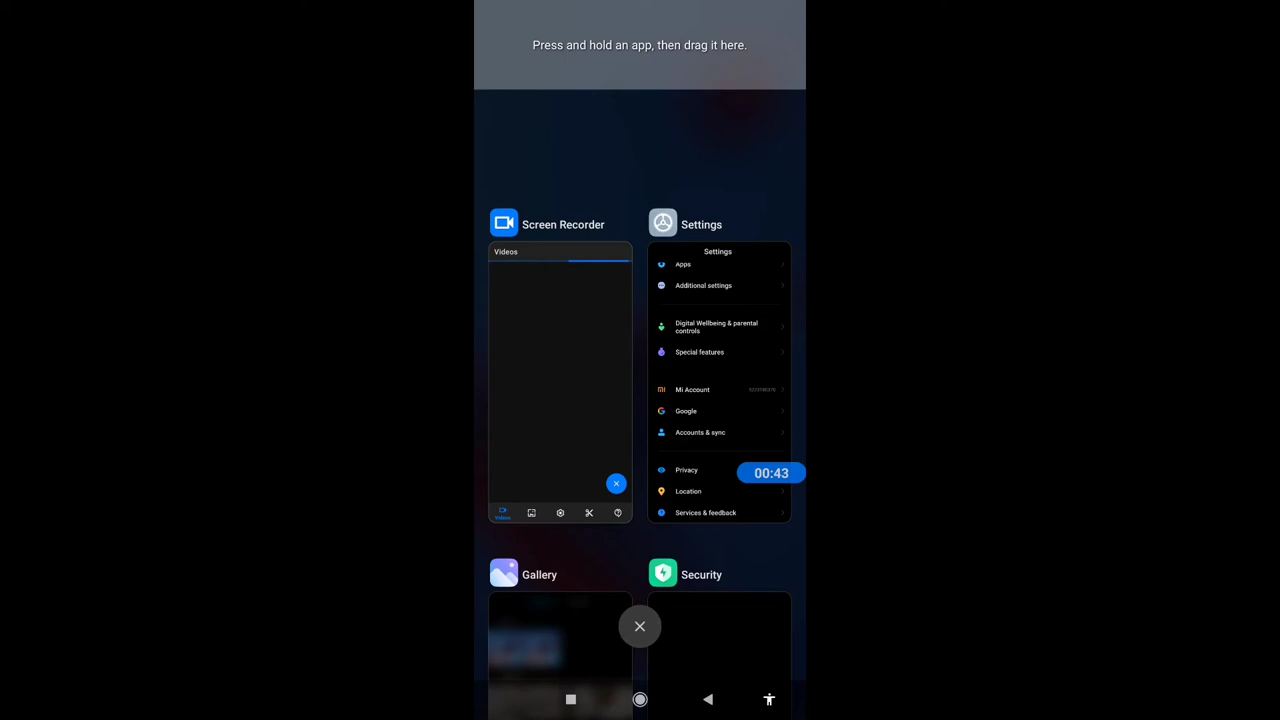 Press and hold an app, then drag it here.
Screen Recorder
Settings
Videos
Videos
Settings
Apps
Additional settings
Digital Wellbeing & parental
controls
Special features
Mi Account
Google
Accounts & sync
Privacy
00:43
Location
Services & feedback
Gallery
Security